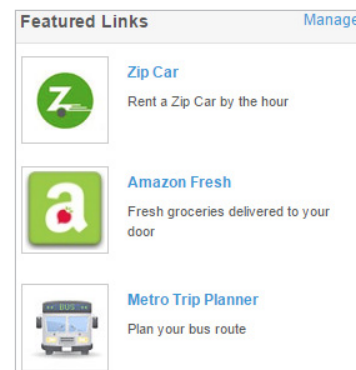 Featured Links Manage
Zip Car
Rent a Zip Car by the hour
Amazon Fresh
Fresh groceries delivered to your
door
BUS
Metro Trip Planner
Plan your bus route